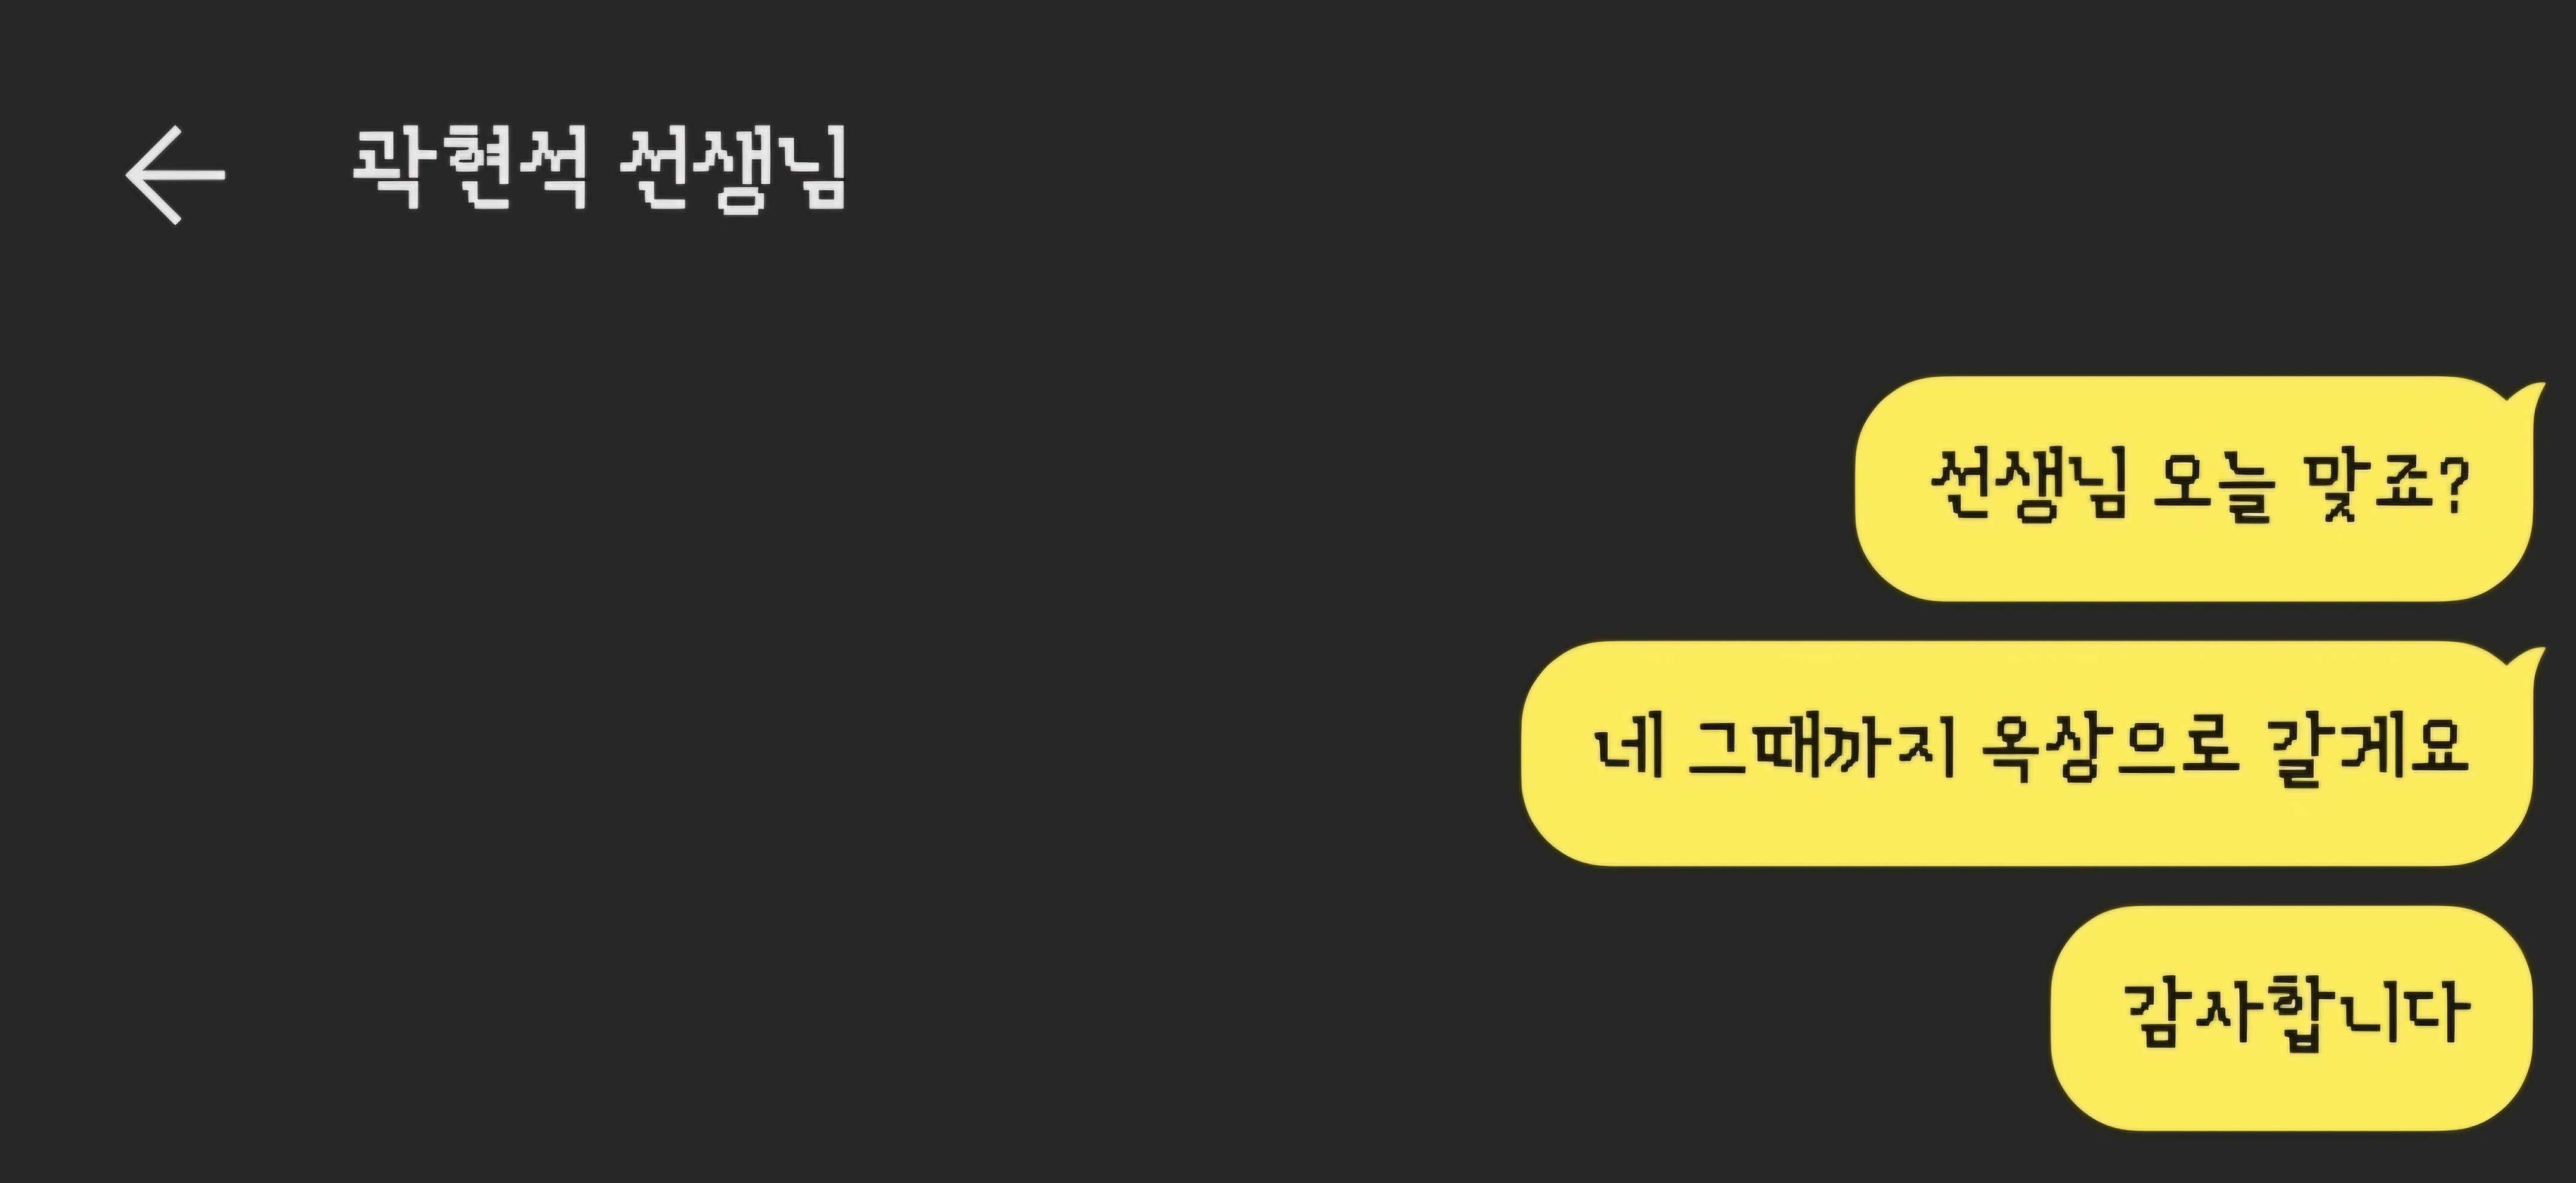 곽현석 선생님
선생님 오늘 맞죠?
네 그때까지 옥상으로 갈게요
감사합니다